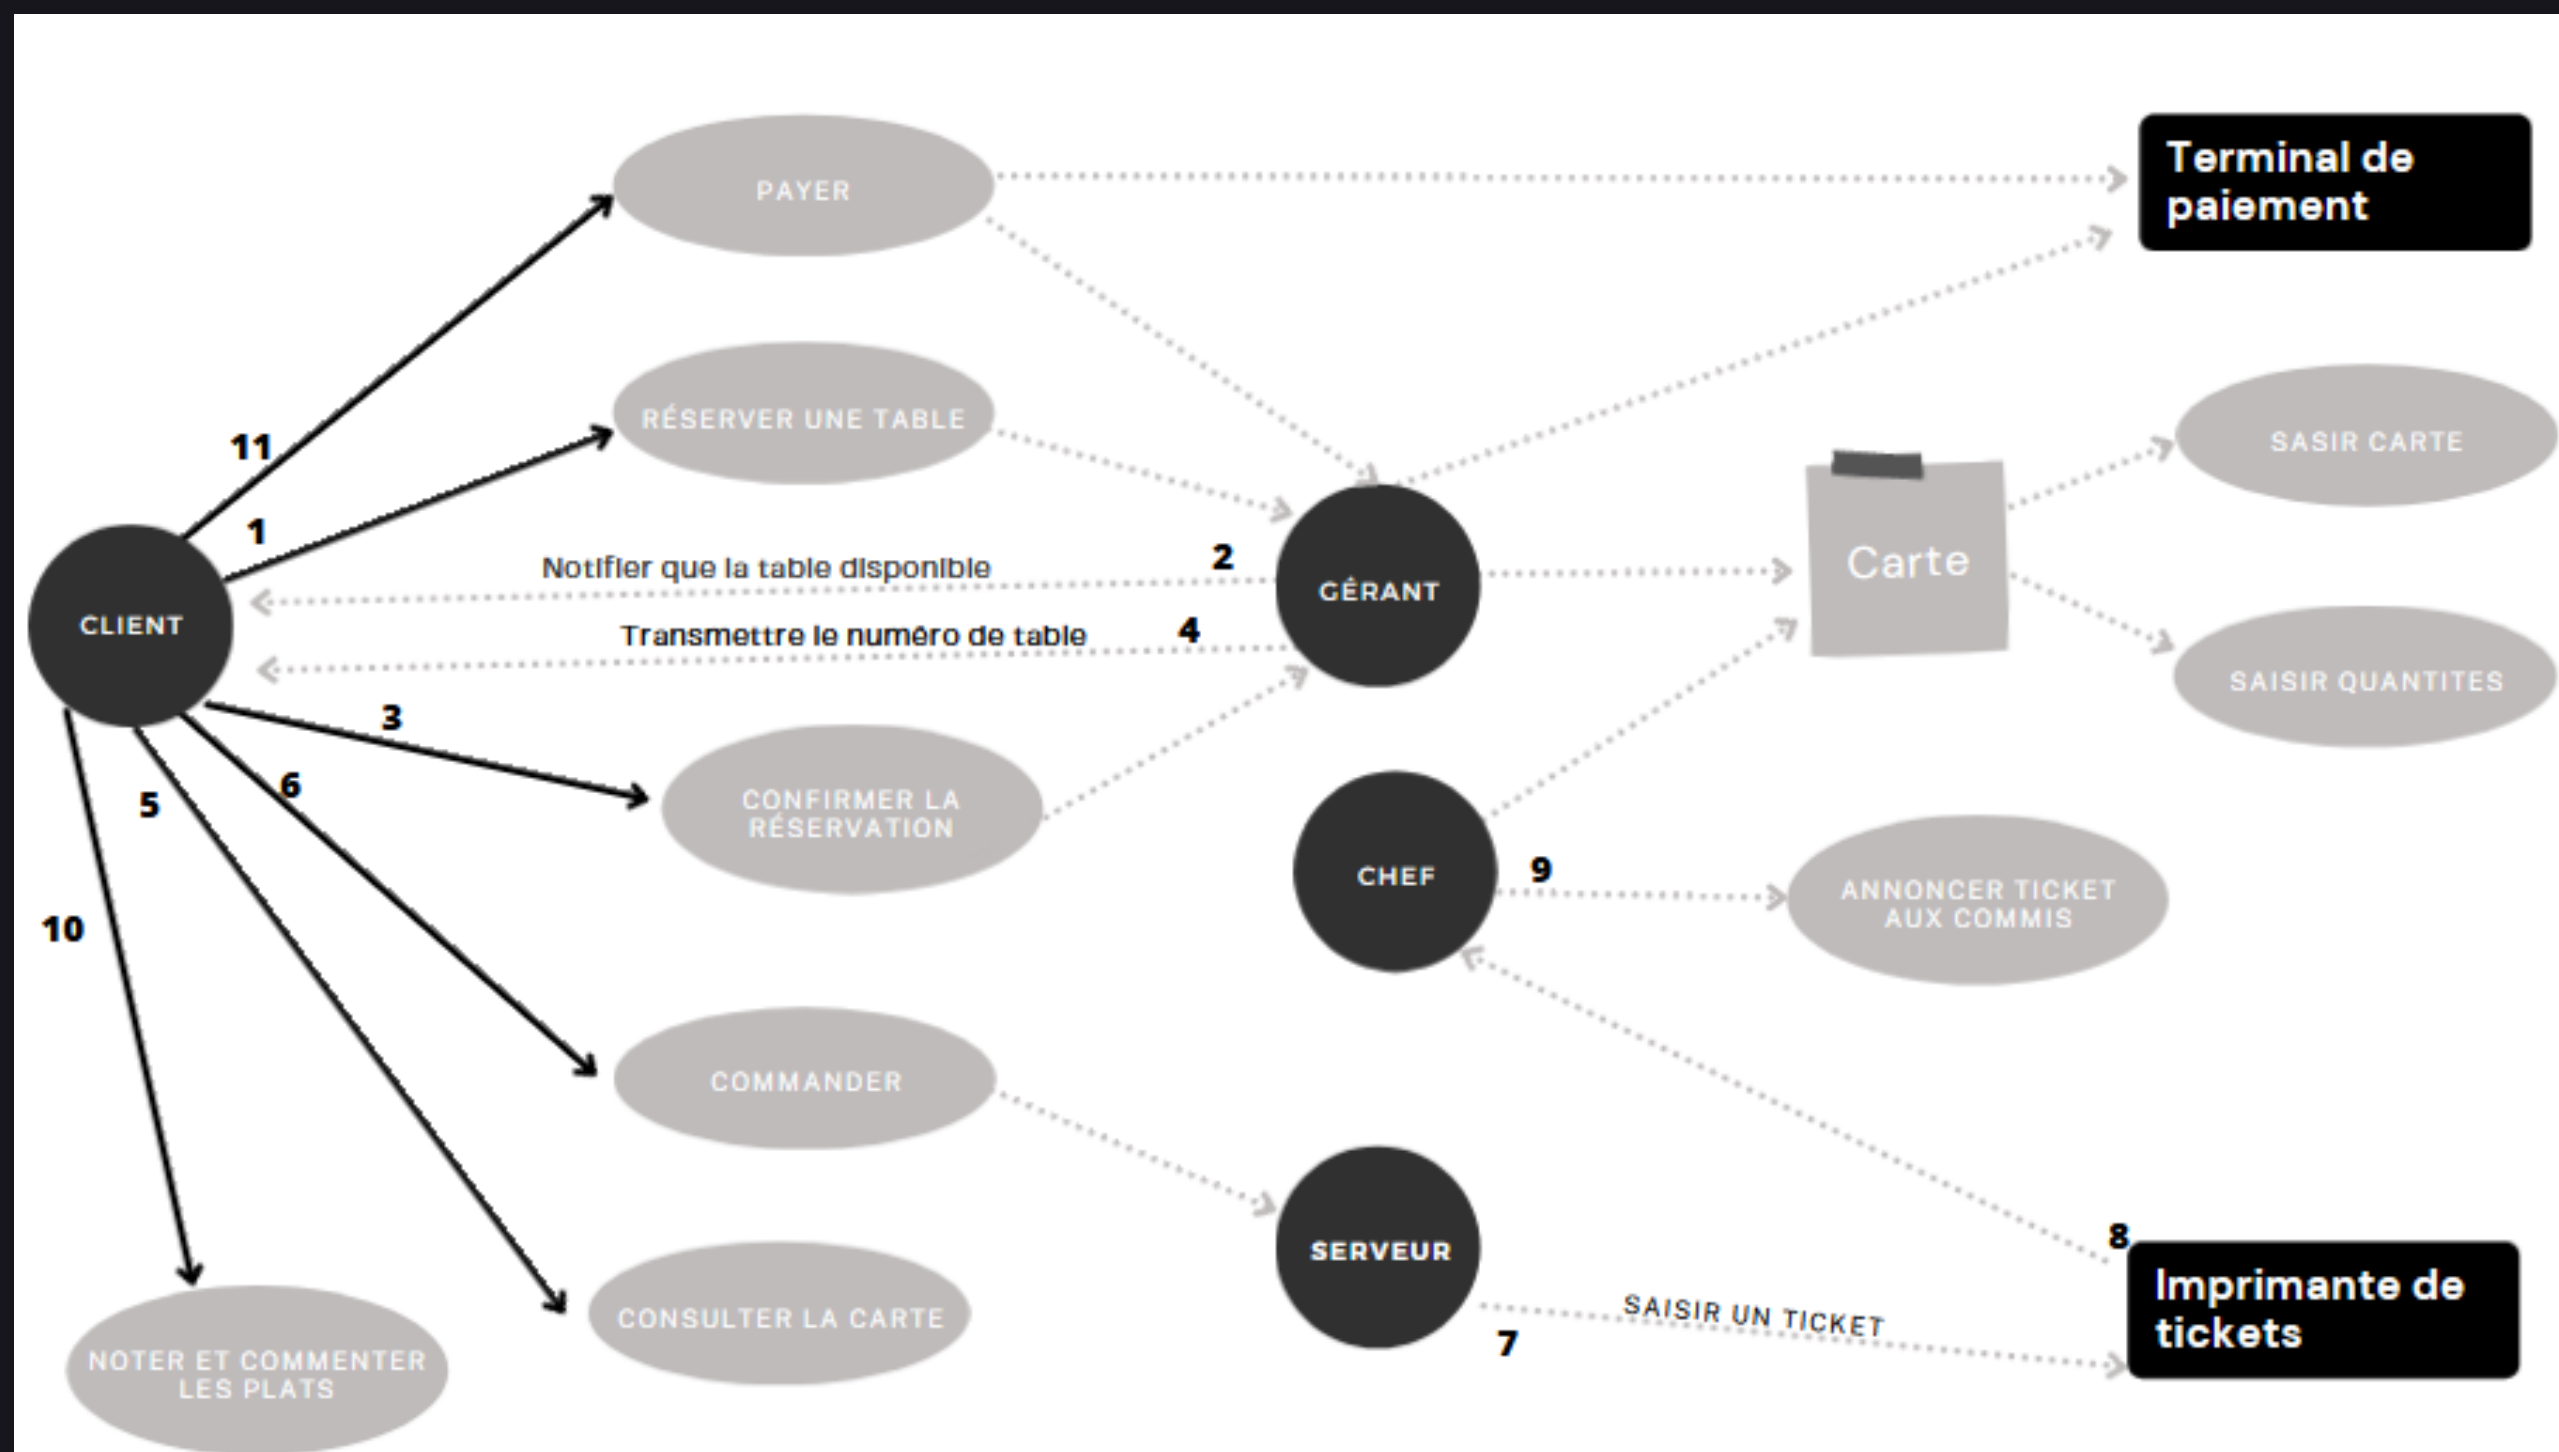 PAYER
Terminal de
paiement
RÉSERVER UNE TABLE
SASIR CARTE
11
1
Notifier que la table disponible
2
GÉRANT
Carte
CLIENT
Transmettre le numéro de table
4
SAISIR QUANTITES
3
6
5
CONFIRMER LA
RÉSERVATION
CHEF
9
ANNONCER TICKET
AUX COMMIS
10
COMMANDER
SERVEUR
8
Imprimante de
tickets
SAISIR UN TICKET
7
CONSULTER LA CARTE
NOTER ET COMMENTER
LES PLATS